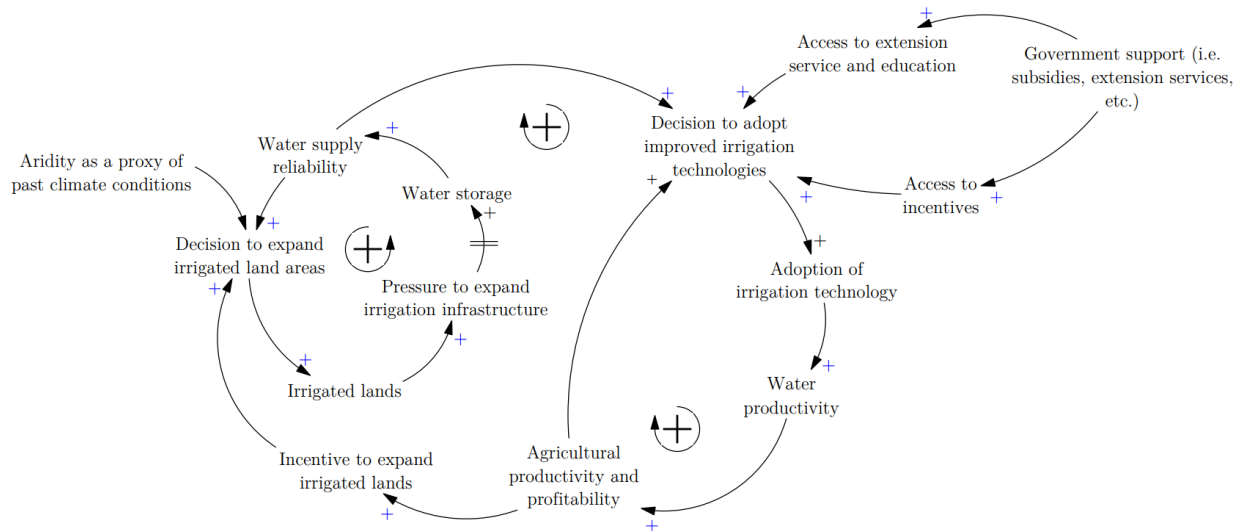 Access to extension
service and education
Government support (i.e.
subsidies, extension services,
etc.)
Decision to adopt
improved irrigation
technologies
Water supply
reliability
Aridity as a proxy of
past climate conditions
Water storage
Access to
incentives
Decision to expand
irrigated land areas
Pressure to expand
irrigation infrastructure
Adoption of
irrigation technology
Irrigated lands
Water
productivity
Incentive to expand
irrigated lands
Agricultural
productivity and
profitability